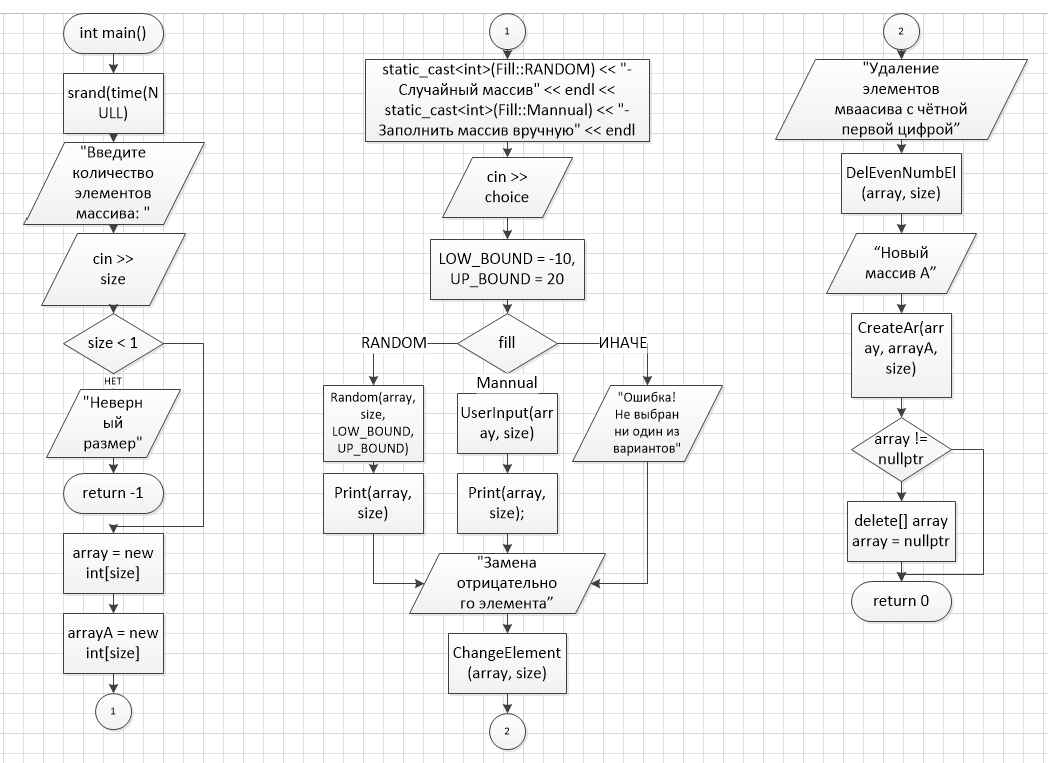 int main()
srand(time(N
ULL)
"Введите
количество
элементов
массива: "
cin >>
size
size < 1
НЕТ
"Неверн
ый
размер"
return -1
array = new
int[size]
arrayA = new
int[size]
1
1
static_cast<int>(Fill::RANDOM) << "-
Случайный массив" << endl <<
static_cast<int>(Fill::Mannual) << "-
Заполнить массив вручную" << endl
cin >>
choice
LOW_BOUND = -10,
UP_BOUND = 20
fill
RANDOM
ИНАЧЕ
Mannual
Random(array,
size,
LOW_BOUND,
UP_BOUND)
Print(array,
size)
UserInput(arr
ay, size)
Print(array,
size);
"Ошибка!
Не выбран
ни один из
вариантов"
"Замена
отрицательно
го элемента”
ChangeElement
(array, size)
2
2
"Удаление
элементов
мваасива с чётной
первой цифрой”
DelEvenNumbEl
(array, size)
“Новый
массив А”
CreateAr(arr
ay, arrayA,
size)
array !=
nullptr
delete[] array
array = nullptr
return 0